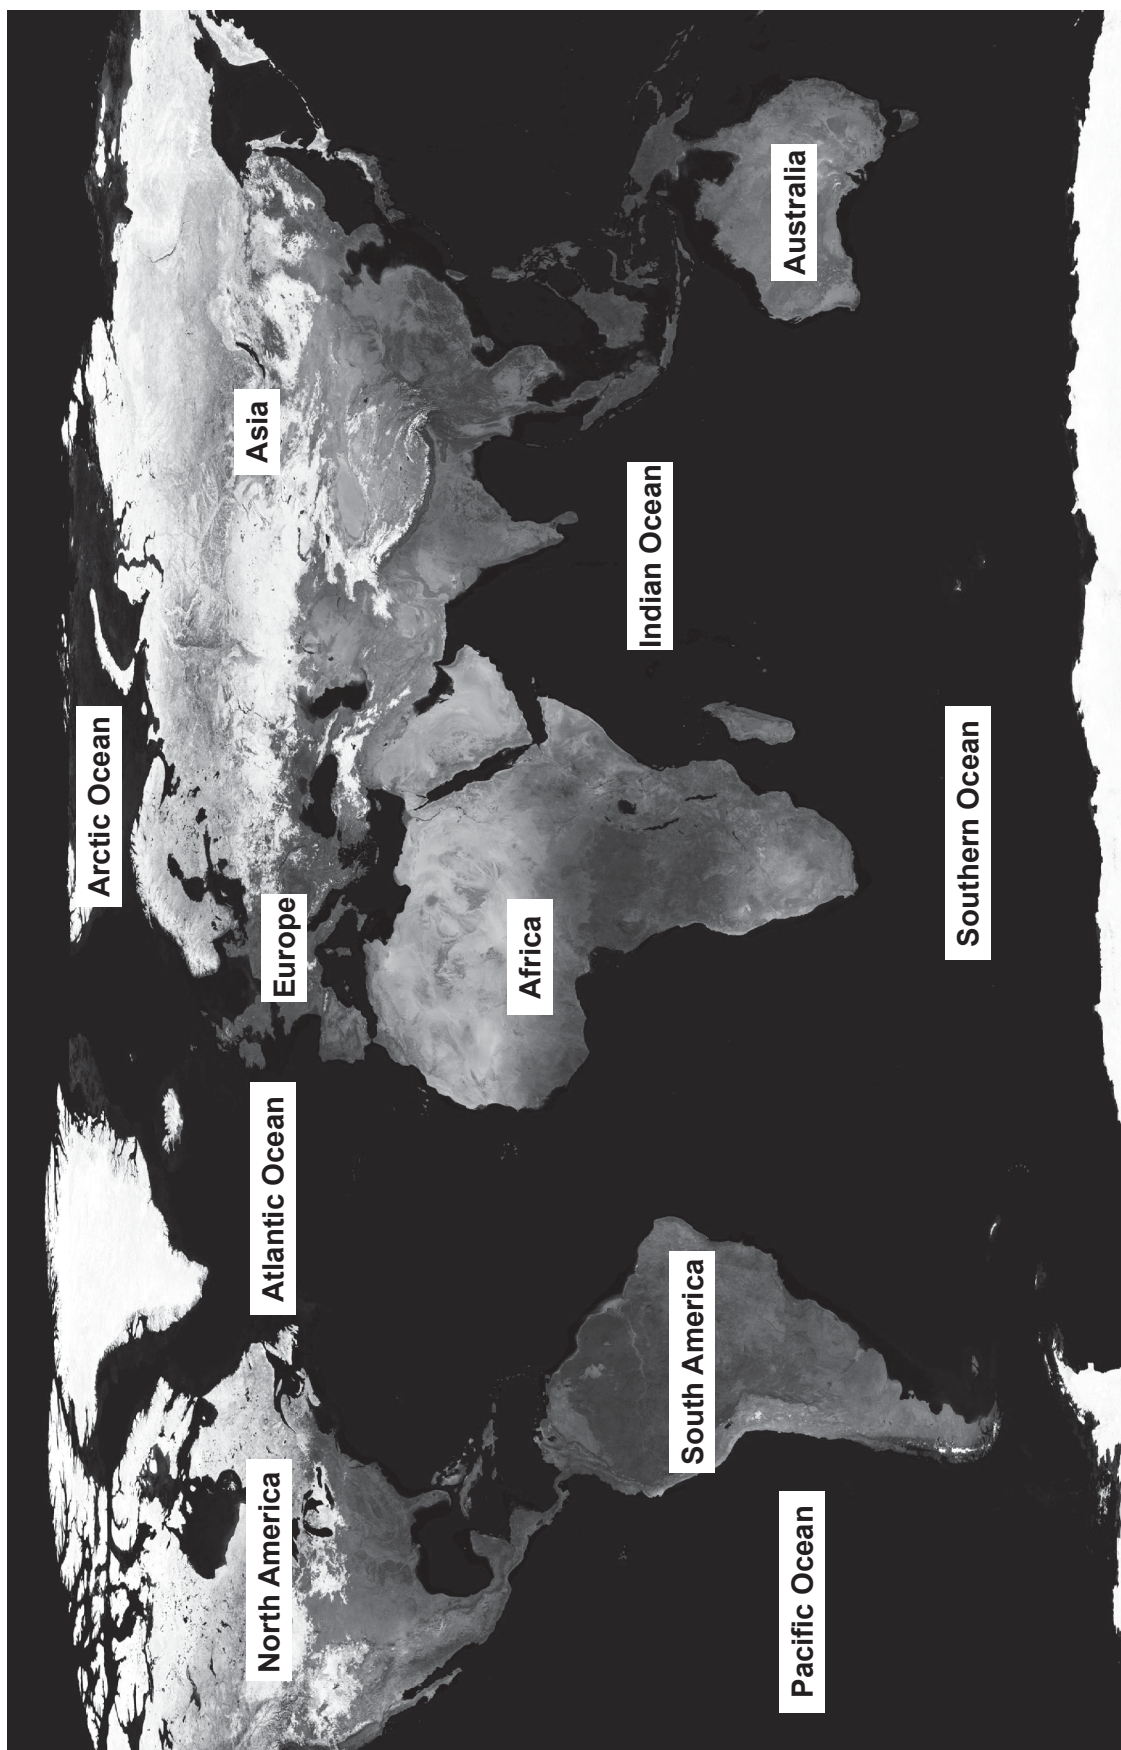 Arctic Ocean
North America
Europe
Asia
Atlantic Ocean
Africa
Indian Ocean
South America
Australia
Pacific Ocean
Southern Ocean